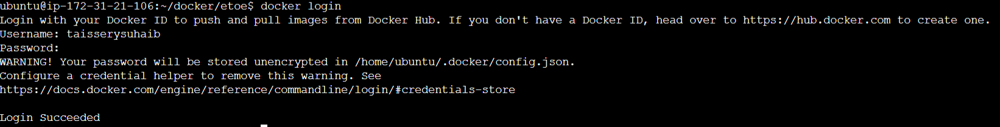 ubuntu@ip-172-31-21-106:~/docker/etoe$ docker login
Login with your Docker ID to push and pull images from Docker Hub. If you don't have a Docker ID, head over to https://hub.docker.com to create one.
Username: taisserysuhaib
Password:
WARNING! Your password will be stored unencrypted in /home/ubuntu/.docker/config.json.
Configure a credential helper to remove this warning. See
https://docs.docker.com/engine/reference/commandline/login/#credentials-store

Login Succeeded